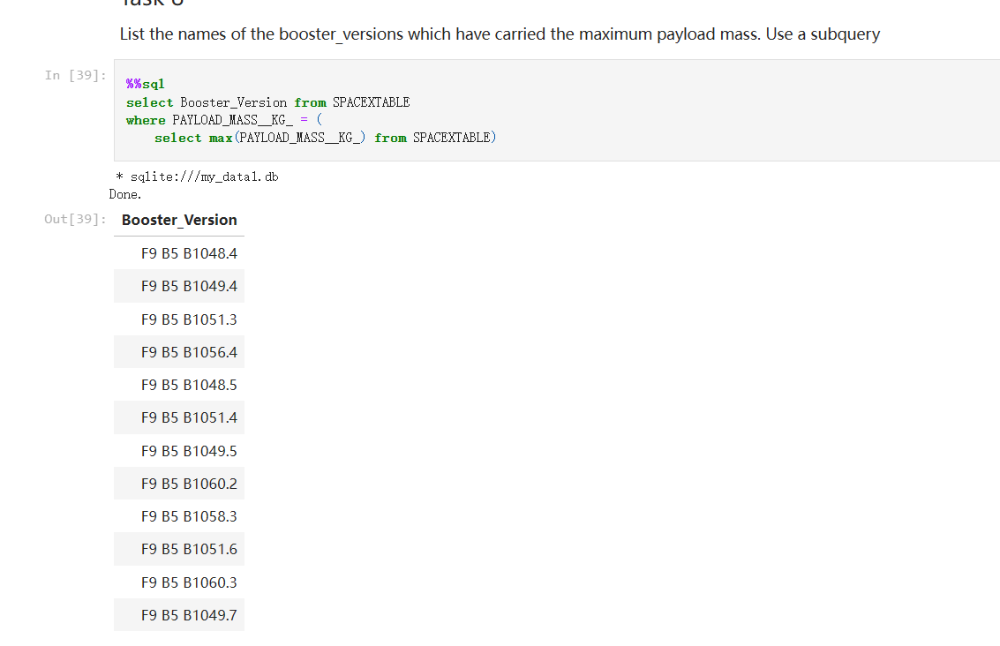 List the names of the booster_versions which have carried the maximum payload mass. Use a subquery
In [39]:
%%sql
select Booster_Version from SPACEXTABLE
where PAYLOAD_MASS__KG_ = (
select max(PAYLOAD_MASS__KG_) from SPACEXTABLE)
* sqlite:///my_data1.db
Done.
Out[39]:
Booster_Version
F9 B5 B1048.4
F9 B5 B1049.4
F9 B5 B1051.3
F9 B5 B1056.4
F9 B5 B1048.5
F9 B5 B1051.4
F9 B5 B1049.5
F9 B5 B1060.2
F9 B5 B1058.3
F9 B5 B1051.6
F9 B5 B1060.3
F9 B5 B1049.7